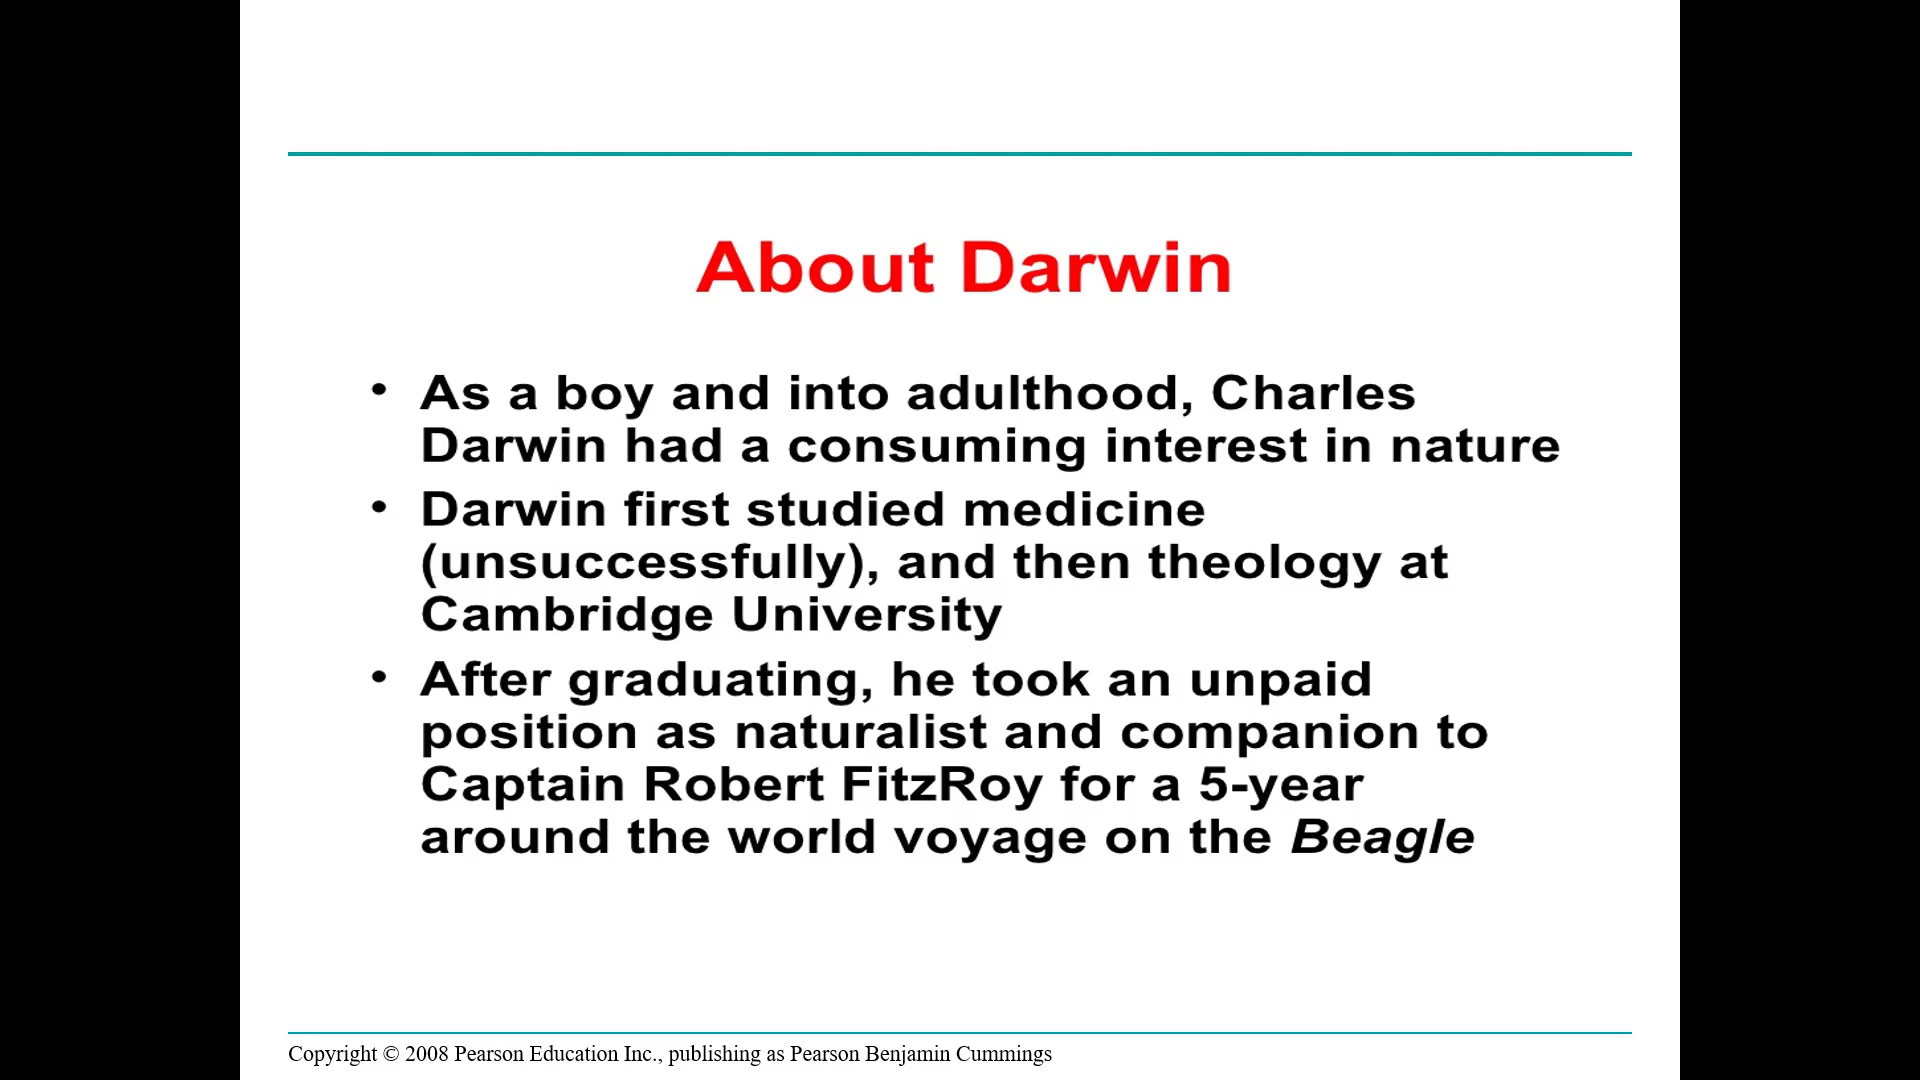 About Darwin
• As a boy and into adulthood, Charles
Darwin had a consuming interest in nature
• Darwin first studied medicine
(unsuccessfully), and then theology at
Cambridge University
• After graduating, he took an unpaid
position as naturalist and companion to
Captain Robert FitzRoy for a 5-year
around the world voyage on the Beagle
Copyright © 2008 Pearson Education Inc., publishing as Pearson Benjamin Cummings